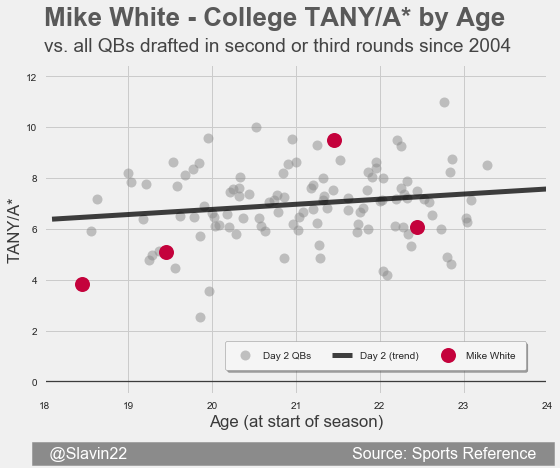 Mike White - College TANY/A* by Age
vs. all QBs drafted in second or third rounds since 2004
12
10
8
6
4
2
0
TANY/A*
Day 2 QBs
Day 2 (trend)
Mike White
18
19
20
21
22
23
24
Age (at start of season)
@Slavin22
Source: Sports Reference